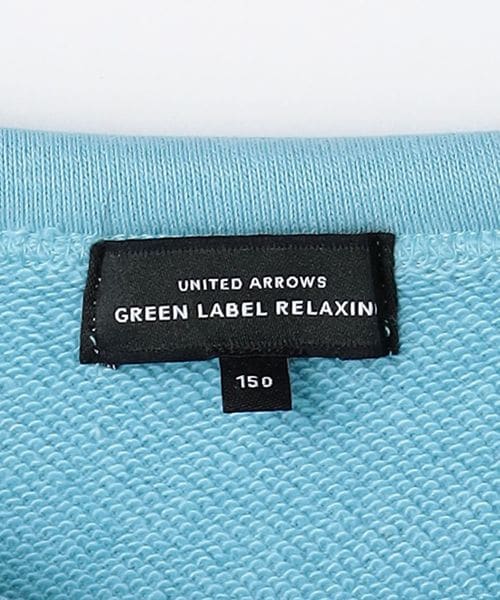 UNITED ARROWS
GREEN LABEL RELAXIN
150